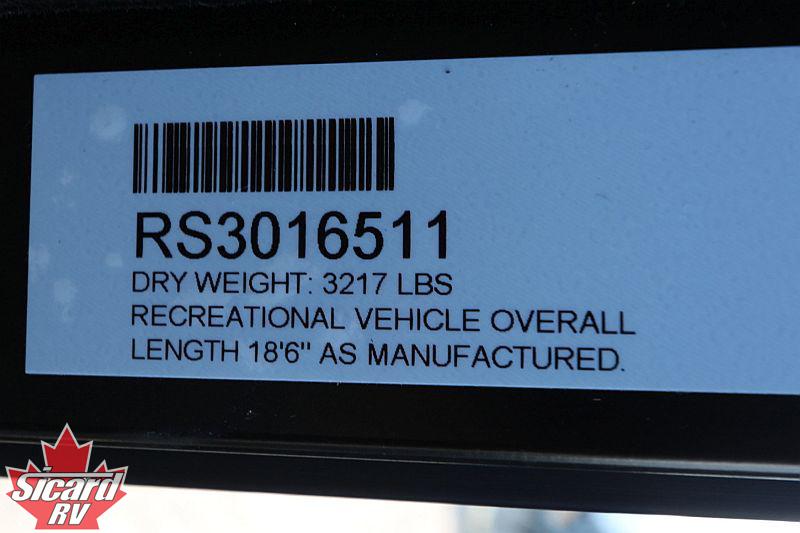 RS3016511
DRY WEIGHT: 3217 LBS
RECREATIONAL VEHICLE OVERALL
LENGTH 18'6" AS MANUFACTURED.
Sicard
RV